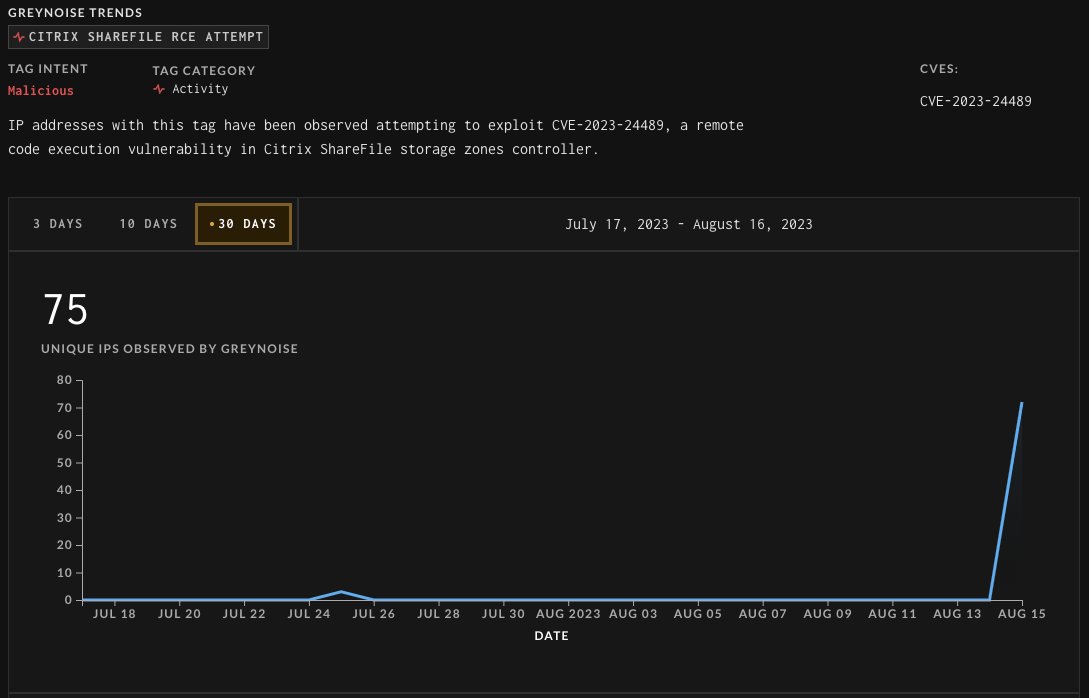 GREYNOISE TRENDS
CITRIX SHAREFILE RCE ATTEMPT
TAG INTENT
Malicious
TAG CATEGORY
Activity
CVES:
CVE-2023-24489
IP addresses with this tag have been observed attempting to exploit CVE-2023-24489, a remote
code execution vulnerability in Citrix ShareFile storage zones controller.
3 DAYS 10 DAYS •30 DAYS July 17, 2023 - August 16, 2023
75
UNIQUE IPS OBSERVED BY GREYNOISE
80
70
60
50
40
30
20
10
0
JUL 18 JUL 20 JUL 22 JUL 24 JUL 26 JUL 28 JUL 30 AUG 2023 AUG 03 AUG 05 AUG 07 AUG 09 AUG 11 AUG 13 AUG 15
DATE